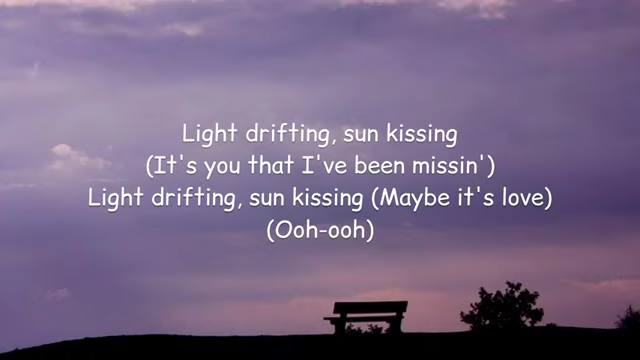 Light drifting, sun kissing
(It's you that I've been missin')
Light drifting, sun kissing (Maybe it's love)
(Ooh-ooh)